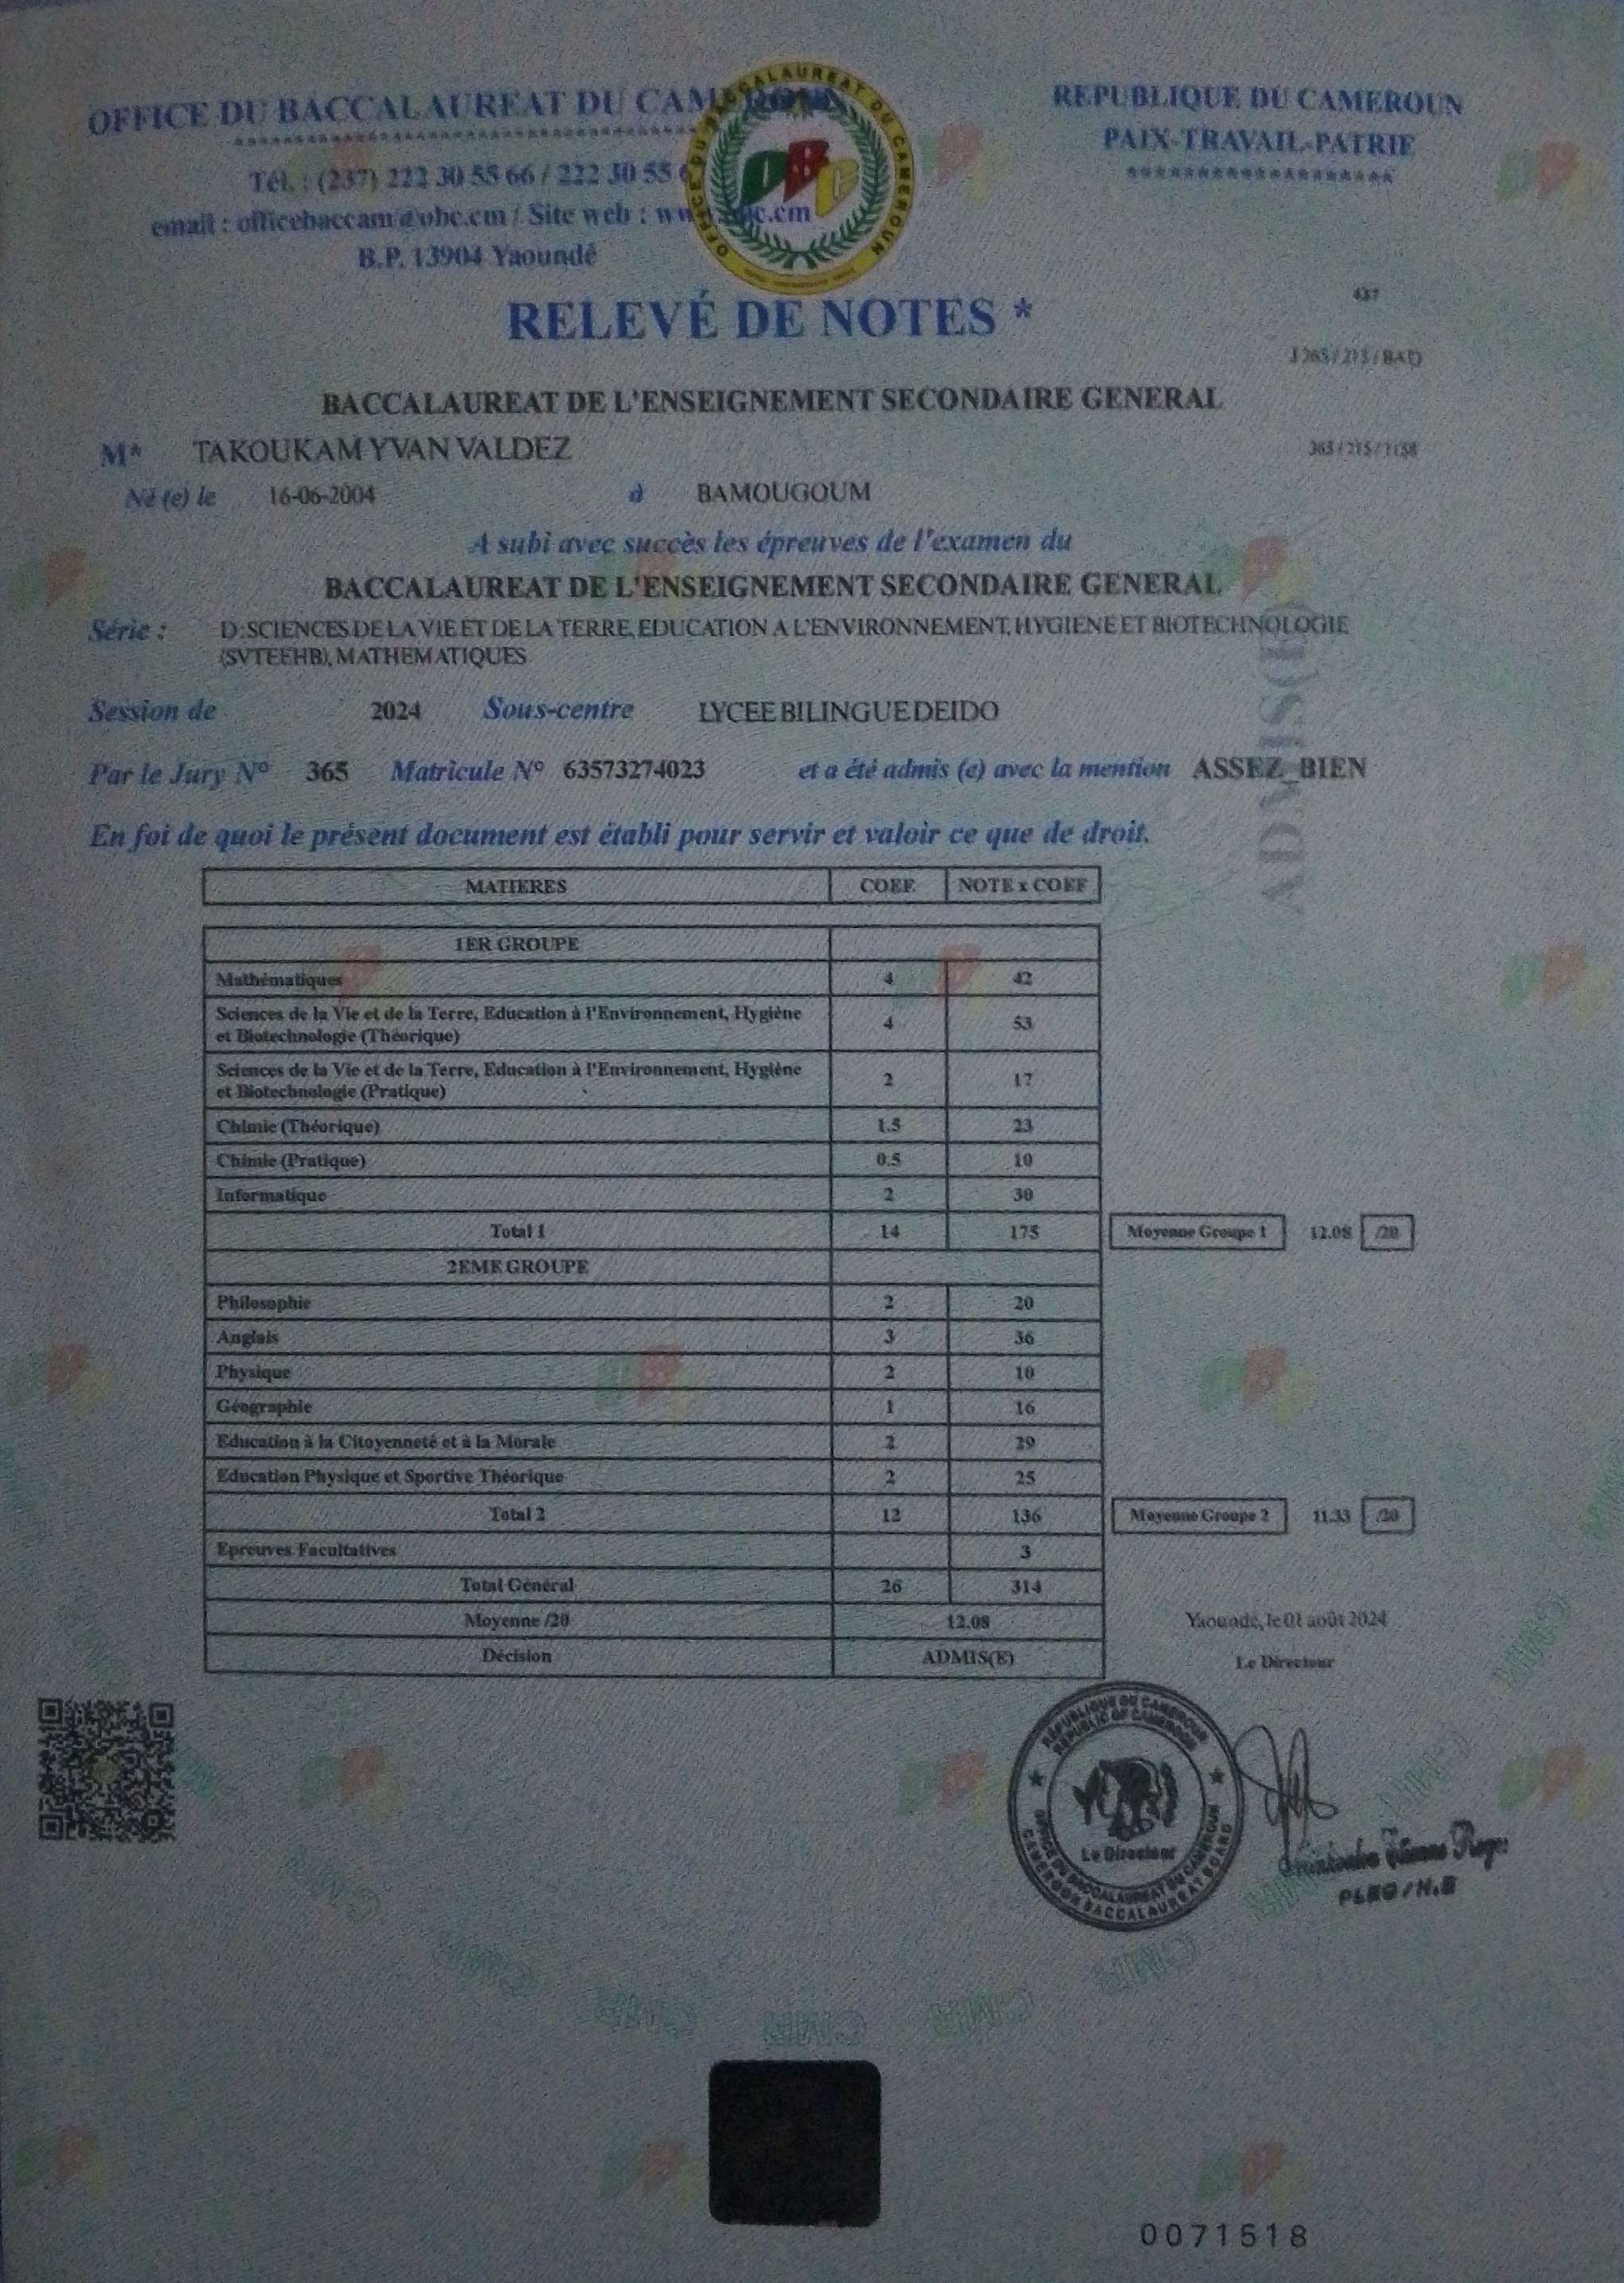 OFFICE DU BACCALAUREAT DU CAMEROUN
REPUBLIQUE DU CAMEROUN
PAIX-TRAVAIL-PATRIE
Tél. : (237) 222 30 55 66 / 222 30 55
email : officebaccam@obc.cm / Site web : www.obc.cm
B.P. 13904 Yaoundé
OFFICE DU BACCALAUREAT DU CAMEROUN
OBC
RELEVÉ DE NOTES *
437
J 365 / 275 / BAD
BACCALAUREAT DE L'ENSEIGNEMENT SECONDAIRE GENERAL
M* TAKOUKAM YVAN VALDEZ
Né (e) le 16-06-2004 à BAMOUGOUM
A subi avec succès les épreuves de l'examen du
BACCALAUREAT DE L'ENSEIGNEMENT SECONDAIRE GENERAL
Série : D:SCIENCES DE LA VIE ET DE LA TERRE, EDUCATION A L'ENVIRONNEMENT, HYGIENE ET BIOTECHNOLOGIE
(SVTEEHB), MATHEMATIQUES
Session de 2024 Sous-centre LYCEE BILINGUE DEIDO
Par le Jury N° 365 Matricule N° 63573274023 et a été admis (e) avec la mention ASSEZ_BIEN
ADMIS(E)
En foi de quoi le présent document est établi pour servir et valoir ce que de droit.
MATIERES COEF. NOTE x COEFF
1ER GROUPE
Mathématiques 4 42
Sciences de la Vie et de la Terre, Education à l'Environnement, Hygiène
et Biotechnologie (Théorique) 4 53
Sciences de la Vie et de la Terre, Education à l'Environnement, Hygiène
et Biotechnologie (Pratique) 2 17
Chimie (Théorique) 1.5 23
Chimie (Pratique) 0.5 10
Informatique 2 30
Total 1 14 175 Moyenne Groupe 1 12.08 /20
2EME GROUPE
Philosophie 2 20
Anglais 3 36
Physique 2 10
Géographie 1 16
Education à la Citoyenneté et à la Morale 2 29
Education Physique et Sportive Théorique 2 25
Total 2 12 136 Moyenne Groupe 2 11.33 /20
Epreuves Facultatives 3
Total Général 26 314
Moyenne /20 12.08
Décision ADMIS(E)
Yaoundé, le 01 août 2024
Le Directeur
REPUBLIQUE DU CAMEROUN
REPUBLIC OF CAMEROON
Le Directeur
OFFICE DU BACCALAUREAT DU CAMEROUN
CAMEROON BACCALAUREAT BOARD
PLEG / H.E
0071518